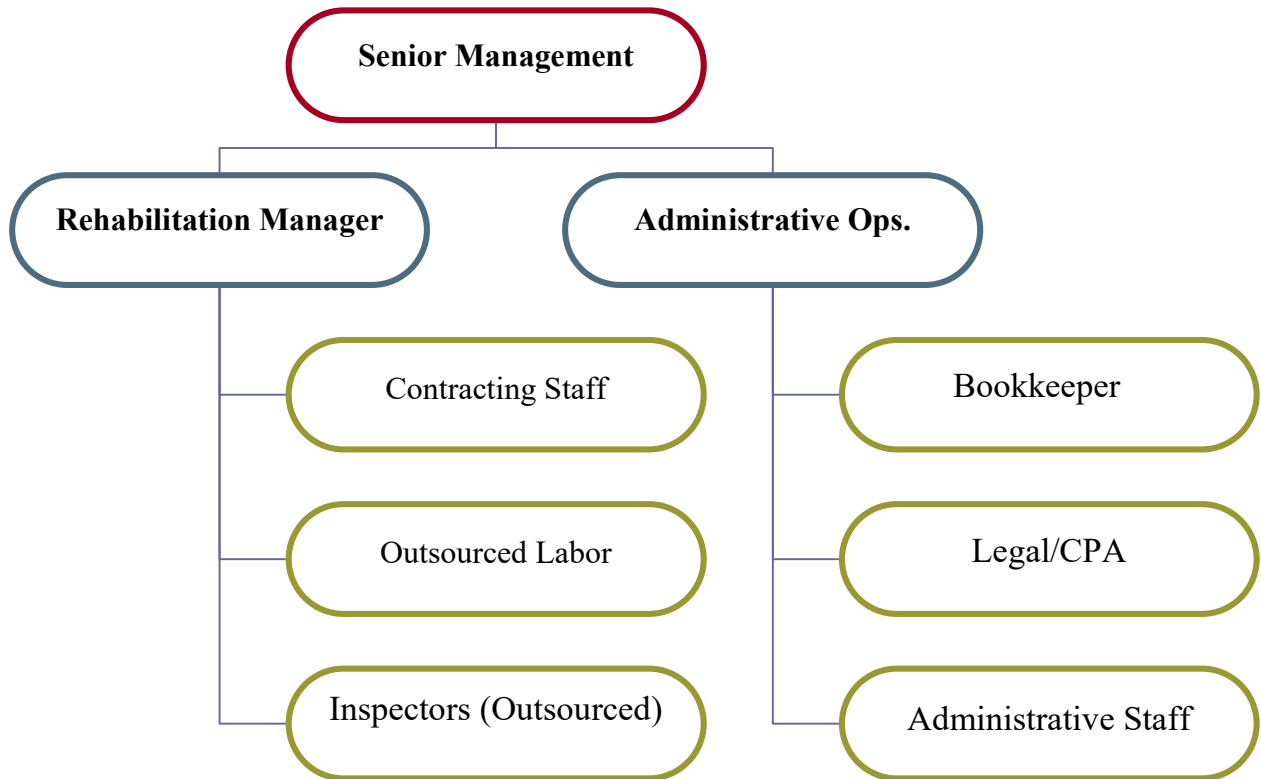 Senior Management
Rehabilitation Manager
Administrative Ops.
Contracting Staff
Bookkeeper
Outsourced Labor
Legal/CPA
Inspectors (Outsourced)
Administrative Staff